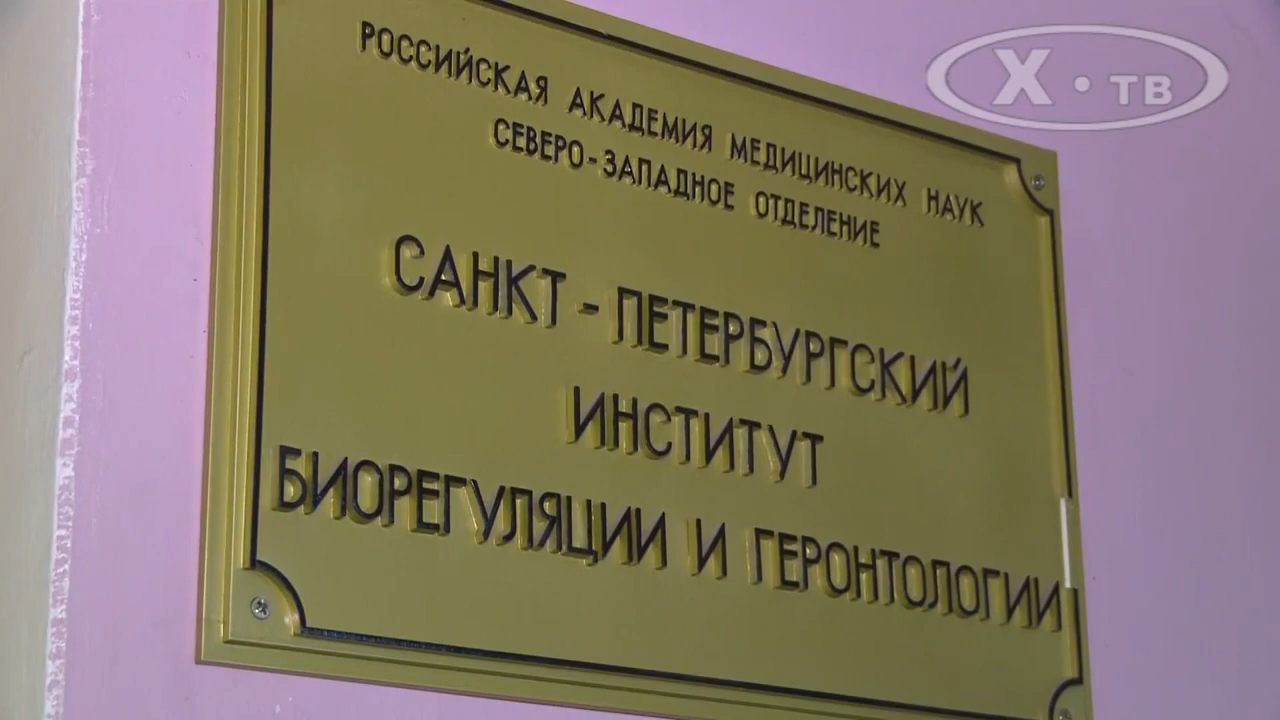 Х·ТВ
РОССИЙСКАЯ АКАДЕМИЯ МЕДИЦИНСКИХ НАУК
СЕВЕРО-ЗАПАДНОЕ ОТДЕЛЕНИЕ
САНКТ-ПЕТЕРБУРГСКИЙ
ИНСТИТУТ
БИОРЕГУЛЯЦИИ И ГЕРОНТОЛОГИИ